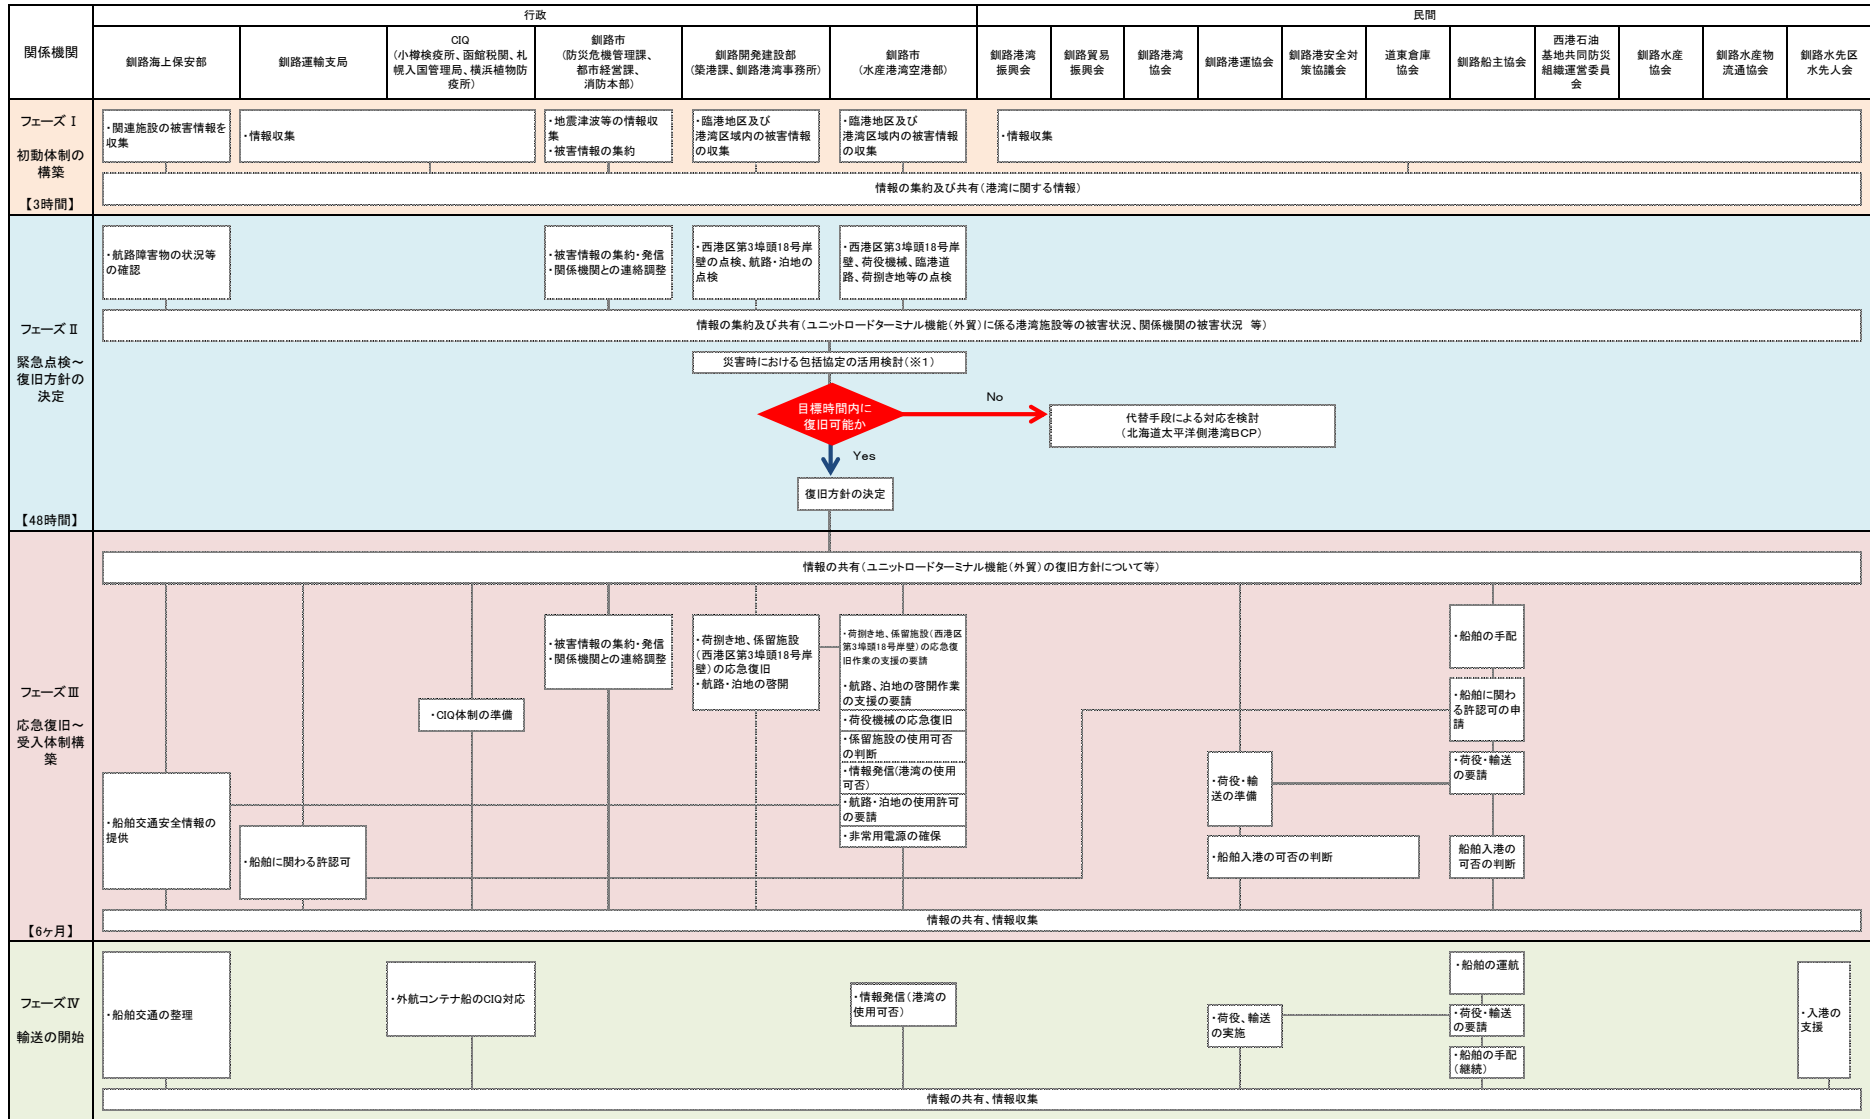 関係機関
行政
民間
釧路海上保安部
釧路運輸支局
CIQ
(小樽検疫所、函館税関、札
幌入国管理局、横浜植物防
疫所)
釧路市
(防災危機管理課、
都市経営課、
消防本部)
釧路開発建設部
(築港課、釧路港湾事務所)
釧路市
(水産港湾空港部)
釧路港湾
振興会
釧路貿易
振興会
釧路港湾
協会
釧路港運協会
釧路港安全対
策協議会
道東倉庫
協会
釧路船主協会
西港石油
基地共同防災
組織運営委員
会
釧路水産
協会
釧路水産物
流通協会
釧路水先区
水先人会
フェーズⅠ
初動体制の
構築
【3時間】
・関連施設の被害情報を
収集
・情報収集
・地震津波等の情報収
集
・被害情報の集約
・臨港地区及び
港湾区域内の被害情報
の収集
・臨港地区及び
港湾区域内の被害情報
の収集
・情報収集
情報の集約及び共有(港湾に関する情報)
フェーズⅡ
緊急点検～
復旧方針の
決定
【48時間】
・航路障害物の状況等
の確認
・被害情報の集約・発信
・関係機関との連絡調整
・西港区第3埠頭18号岸
壁の点検、航路・泊地の
点検
・西港区第3埠頭18号岸
壁、荷役機械、臨港道
路、荷捌き地等の点検
情報の集約及び共有(ユニットロードターミナル機能(外貿)に係る港湾施設等の被害状況、関係機関の被害状況 等)
災害時における包括協定の活用検討(※1)
目標時間内に
復旧可能か
No
代替手段による対応を検討
(北海道太平洋側港湾BCP)
Yes
復旧方針の決定
フェーズⅢ
応急復旧～
受入体制構
築
【6ヶ月】
情報の共有(ユニットロードターミナル機能(外貿)の復旧方針について等)
・被害情報の集約・発信
・関係機関との連絡調整
・荷捌き地、係留施設
(西港区第3埠頭18号岸
壁)の応急復旧
・航路・泊地の啓開
・荷捌き地、係留施設(西港区
第3埠頭18号岸壁)の応急復
旧作業の支援の要請
・航路、泊地の啓開作業
の支援の要請
・荷役機械の応急復旧
・係留施設の使用可否
の判断
・情報発信(港湾の使用
可否)
・航路・泊地の使用許可
の要請
・非常用電源の確保
・CIQ体制の準備
・船舶交通安全情報の
提供
・船舶に関わる許認可
・荷役・輸
送の準備
・船舶入港の可否の判断
・船舶の手配
・船舶に関わ
る許認可の申
請
・荷役・輸送
の要請
船舶入港の
可否の判断
情報の共有、情報収集
フェーズⅣ
輸送の開始
・船舶交通の整理
・外航コンテナ船のCIQ対応
・情報発信(港湾の
使用可否)
・荷役、輸送
の実施
・船舶の運航
・荷役・輸送
の要請
・船舶の手配
(継続)
・入港の
支援
情報の共有、情報収集